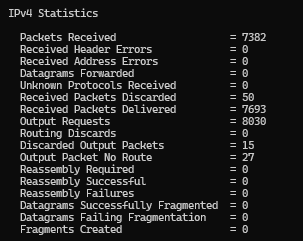 IPv4 Statistics
Packets Received = 7382
Received Header Errors = 0
Received Address Errors = 0
Datagrams Forwarded = 0
Unknown Protocols Received = 0
Received Packets Discarded = 50
Received Packets Delivered = 7693
Output Requests = 8030
Routing Discards = 0
Discarded Output Packets = 15
Output Packet No Route = 27
Reassembly Required = 0
Reassembly Successful = 0
Reassembly Failures = 0
Datagrams Successfully Fragmented = 0
Datagrams Failing Fragmentation = 0
Fragments Created = 0